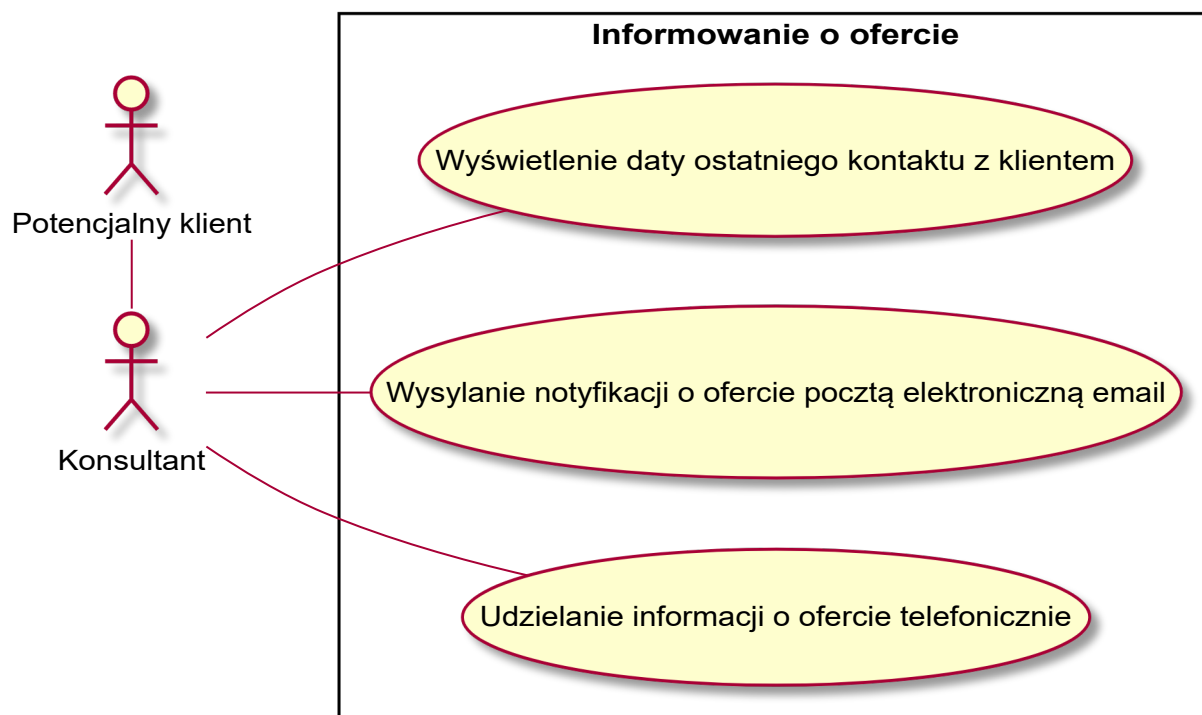 Informowanie o ofercie
Wyświetlenie daty ostatniego kontaktu z klientem
Potencjalny klient
Wysylanie notyfikacji o ofercie pocztą elektroniczną email
Konsultant
Udzielanie informacji o ofercie telefonicznie